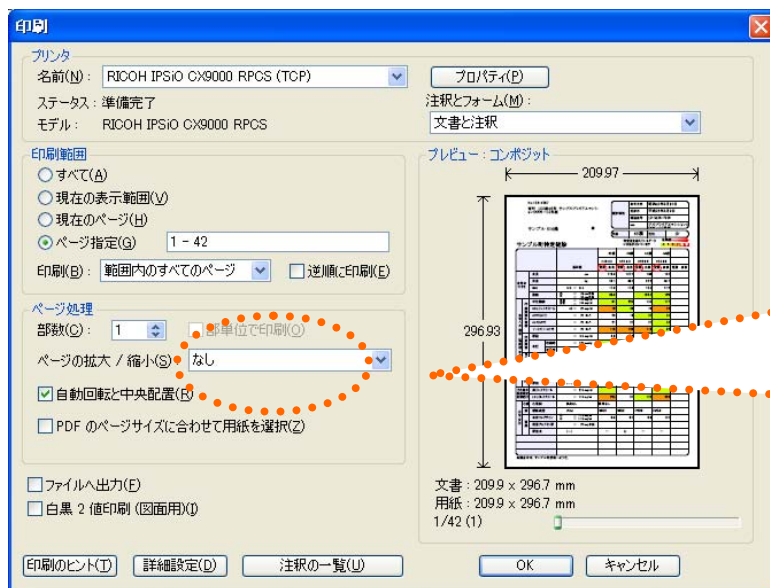 印刷
プリンタ
名前(N): RICOH IPSiO CX9000 RPCS (TCP)
プロパティ(P)
ステータス: 準備完了
注釈とフォーム(M):
モデル: RICOH IPSiO CX9000 RPCS
文書と注釈
印刷範囲
すべて(A)
現在の表示範囲(V)
現在のページ(H)
ページ指定(G) 1 - 42
印刷(B): 範囲内のすべてのページ
逆順に印刷(E)
ページ処理
部数(C): 1
部単位で印刷(O)
ページの拡大 / 縮小(S) なし
自動回転と中央配置(R)
PDF のページサイズに合わせて用紙を選択(Z)
ファイルへ出力(F)
白黒 2 値印刷 (図面用)(I)
プレビュー: コンポジット
209.97
296.93
サンプル町検定健診
文書: 209.9 x 296.7 mm
用紙: 209.9 x 296.7 mm
1/42 (1)
印刷のヒント(T)
詳細設定(D)
注釈の一覧(U)
OK
キャンセル